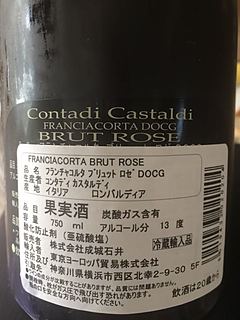 Contadi Castaldi
FRANCIACORTA DOCG
BRUT ROSE
FRANCIACORTA BRUT ROSE
品名 フランチャコルタ ブリュット ロゼ DOCG
生産者 コンタディ カスタルディ
生産地 イタリア ロンバルディア
果実酒 炭酸ガス含有
容量 750 ml アルコール分 13 度
酸化防止剤(亜硫酸塩) 冷蔵輸入品
販売者 株式会社成城石井
東京ヨーロッパ貿易株式会社
神奈川県横浜市西区北幸2-9-30 5F
飲酒は20歳から